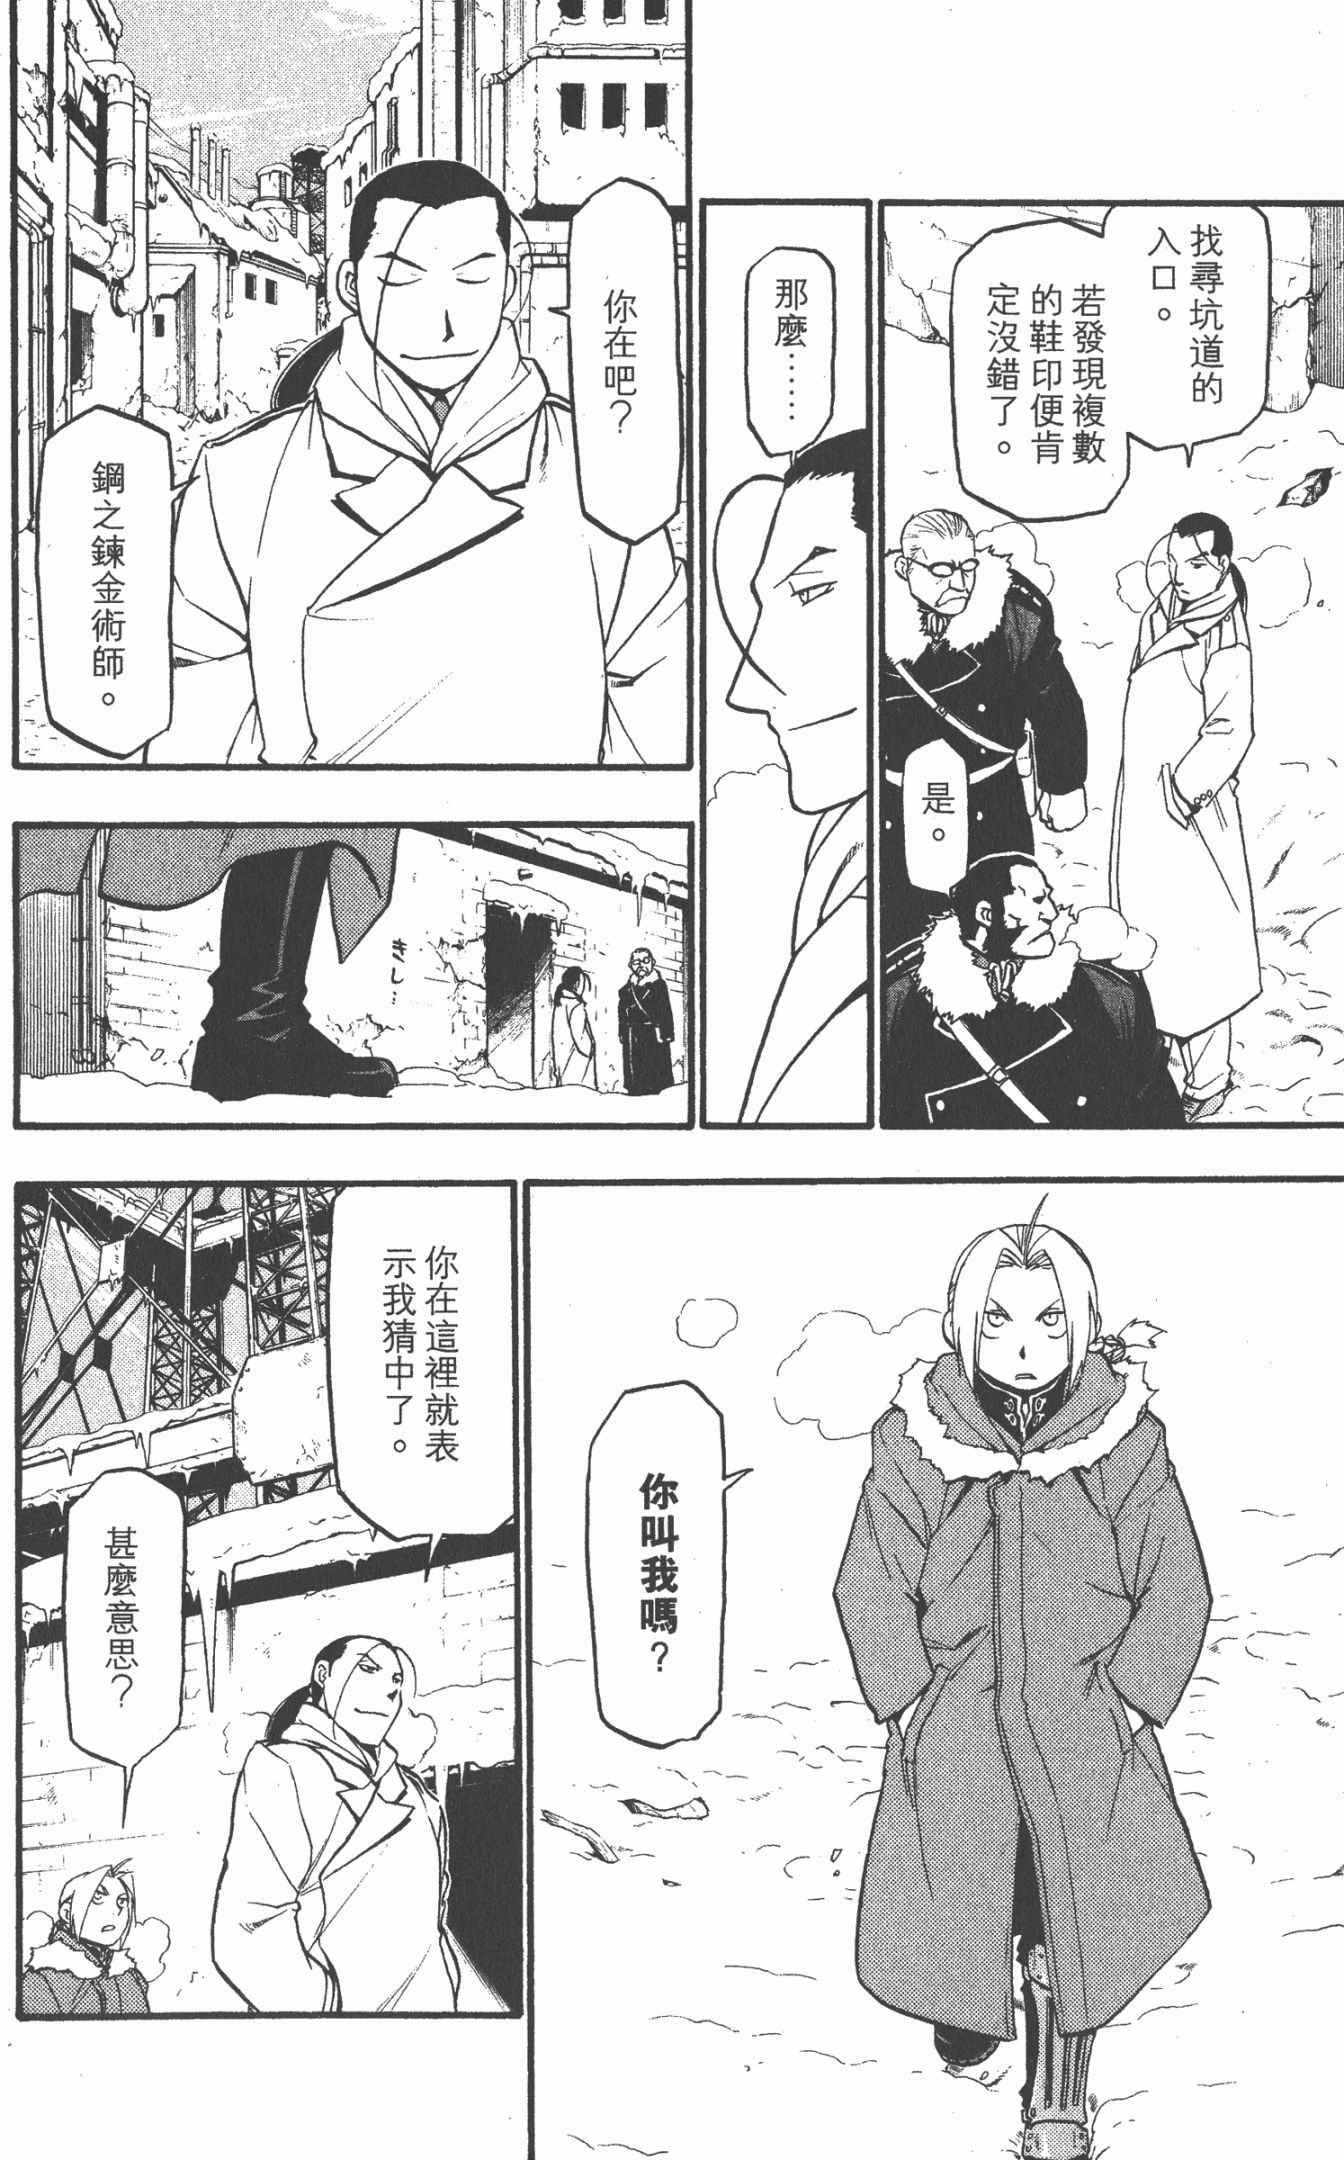 找尋坑道的
入口。
若發現複數
的鞋印便肯
定沒錯了。
是。
那麼……
你在吧？
鋼之鍊金術師。
きし…
你叫我嗎？
你在這裡就表
示我猜中了。
甚麼意思？